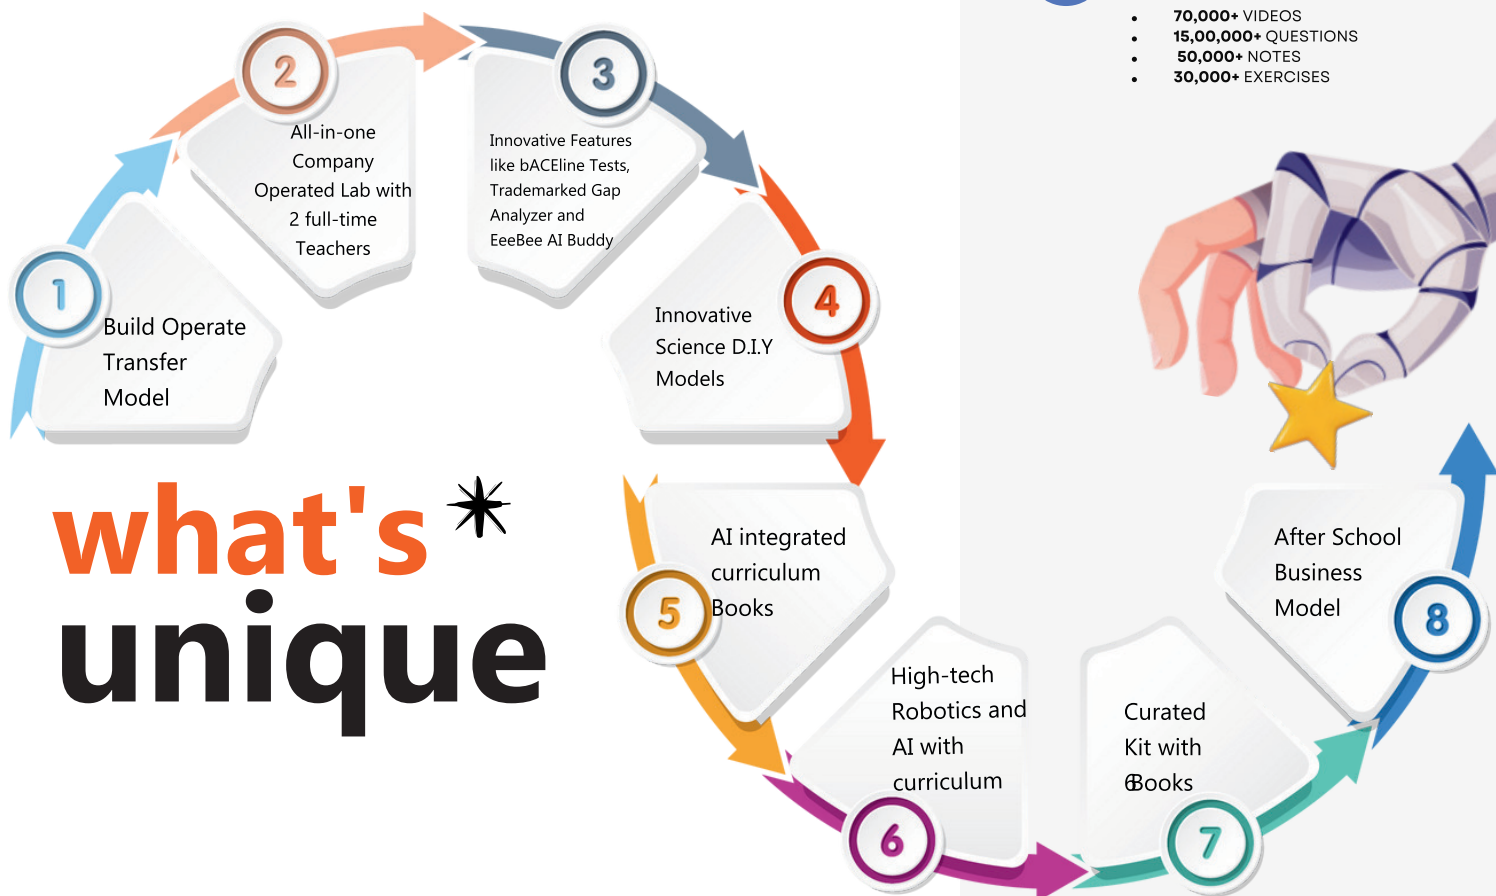 70,000+ VIDEOS
15,00,000+ QUESTIONS
50,000+ NOTES
30,000+ EXERCISES
1
Build Operate
Transfer
Model
2
All-in-one
Company
Operated Lab with
2 full-time
Teachers
3
Innovative Features
like bACEline Tests,
Trademarked Gap
Analyzer and
EeeBee AI Buddy
4
Innovative
Science D.I.Y
Models
what's
unique
5
AI integrated
curriculum
Books
6
High-tech
Robotics and
AI with
curriculum
7
Curated
Kit with
6Books
8
After School
Business
Model